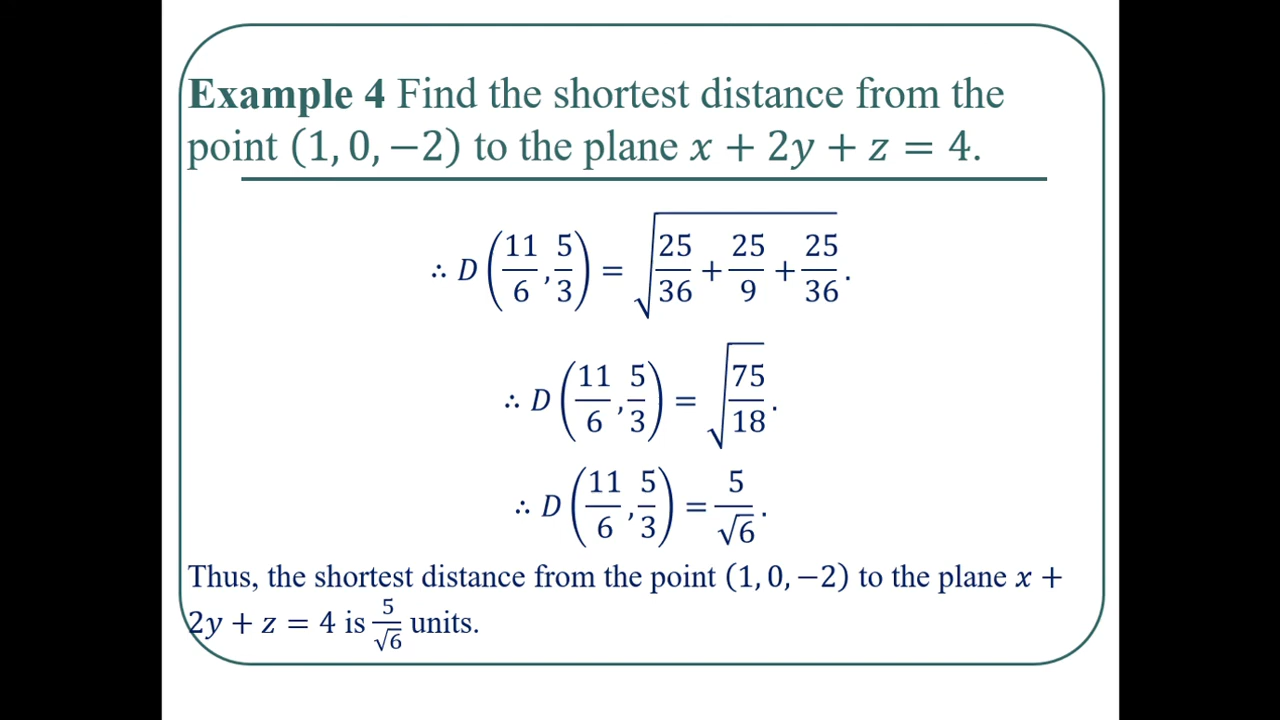 Example 4 Find the shortest distance from the
point (1, 0, −2) to the plane x + 2y + z = 4.
∴ D(11/6, 5/3) = √(25/36 + 25/9 + 25/36).
∴ D(11/6, 5/3) = √(75/18).
∴ D(11/6, 5/3) = 5/√6.
Thus, the shortest distance from the point (1, 0, −2) to the plane x +
2y + z = 4 is 5/√6 units.